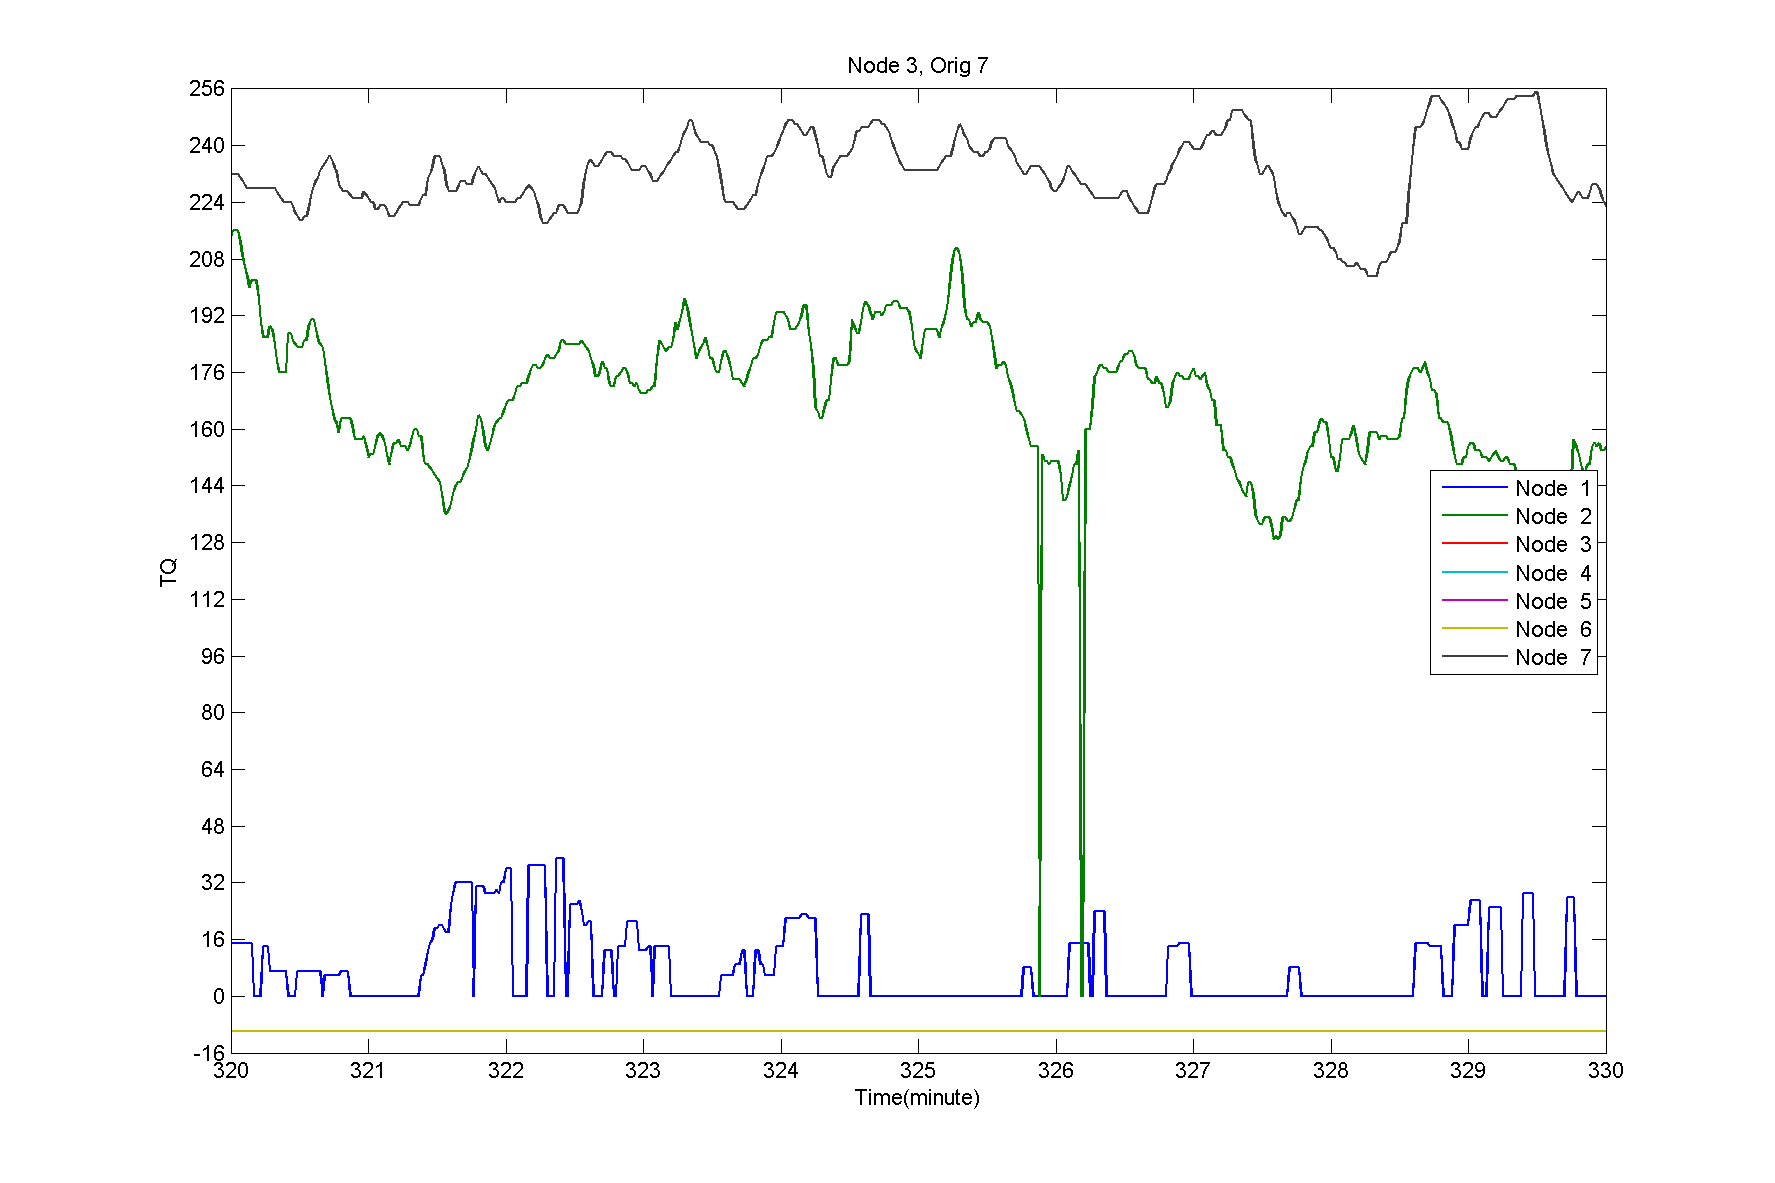 Node 3, Orig 7
256
240
224
208
192
176
160
144
128
112
96
80
64
48
32
16
0
-16
TQ
Node 1
Node 2
Node 3
Node 4
Node 5
Node 6
Node 7
320 321 322 323 324 325 326 327 328 329 330
Time(minute)